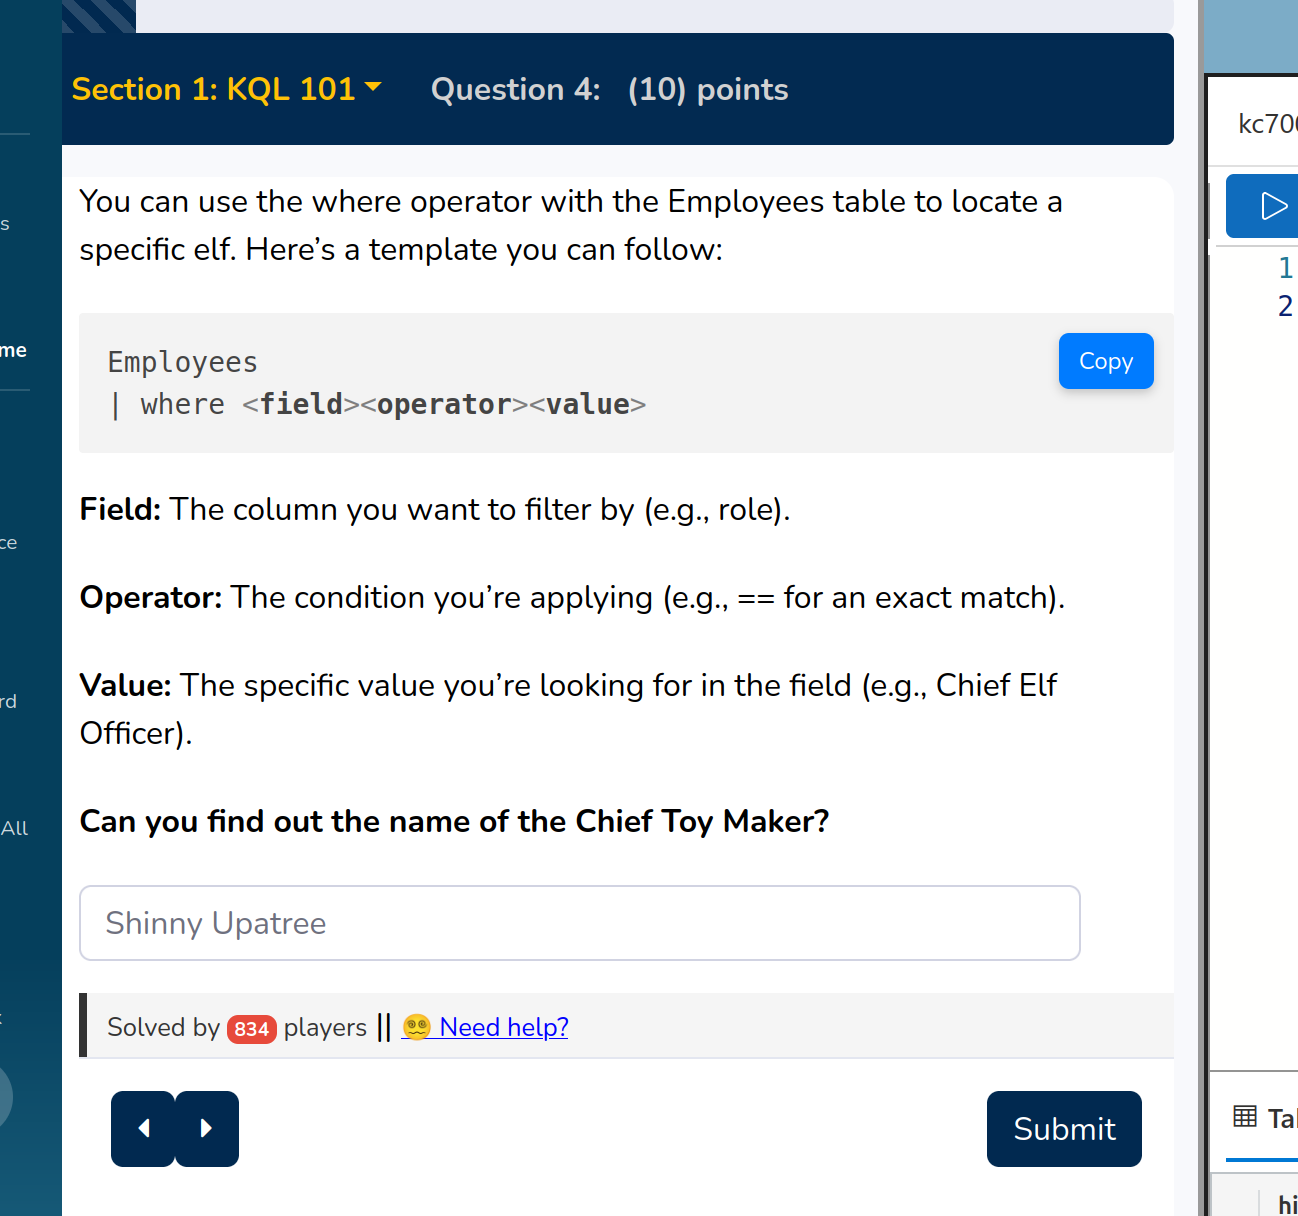 Section 1: KQL 101 Question 4: (10) points
You can use the where operator with the Employees table to locate a
specific elf. Here’s a template you can follow:
Copy
Employees
| where <field><operator><value>
Field: The column you want to filter by (e.g., role).
Operator: The condition you’re applying (e.g., == for an exact match).
Value: The specific value you’re looking for in the field (e.g., Chief Elf
Officer).
Can you find out the name of the Chief Toy Maker?
Shinny Upatree
Solved by 834 players || Need help?
Submit
s
me
ce
rd
All
kc70
1
2
Ta
hi